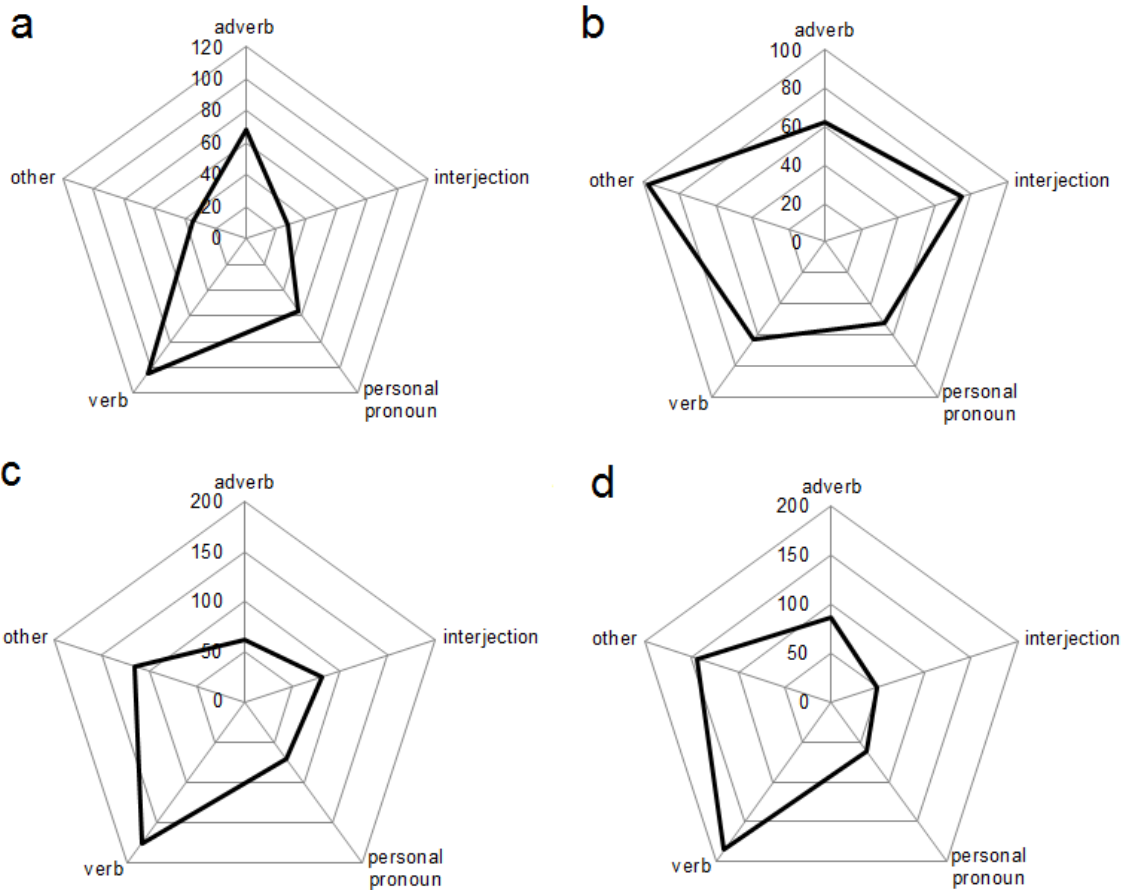 a
adverb
120
100
80
60
40
20
0
other
interjection
verb
personal
pronoun
b
adverb
100
80
60
40
20
0
other
interjection
verb
personal
pronoun
c
adverb
200
150
100
50
0
other
interjection
verb
personal
pronoun
d
adverb
200
150
100
50
0
other
interjection
verb
personal
pronoun